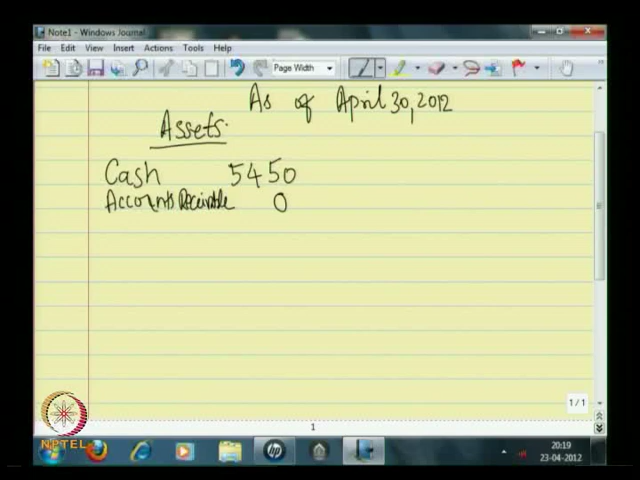 Note1 - Windows Journal
File Edit View Insert Actions Tools Help
Page Width
As of April 30, 2012
Assets
Cash 5450
Accounts Receivable 0
1/1
1
NPTEL
hp
20:19
23-04-2012